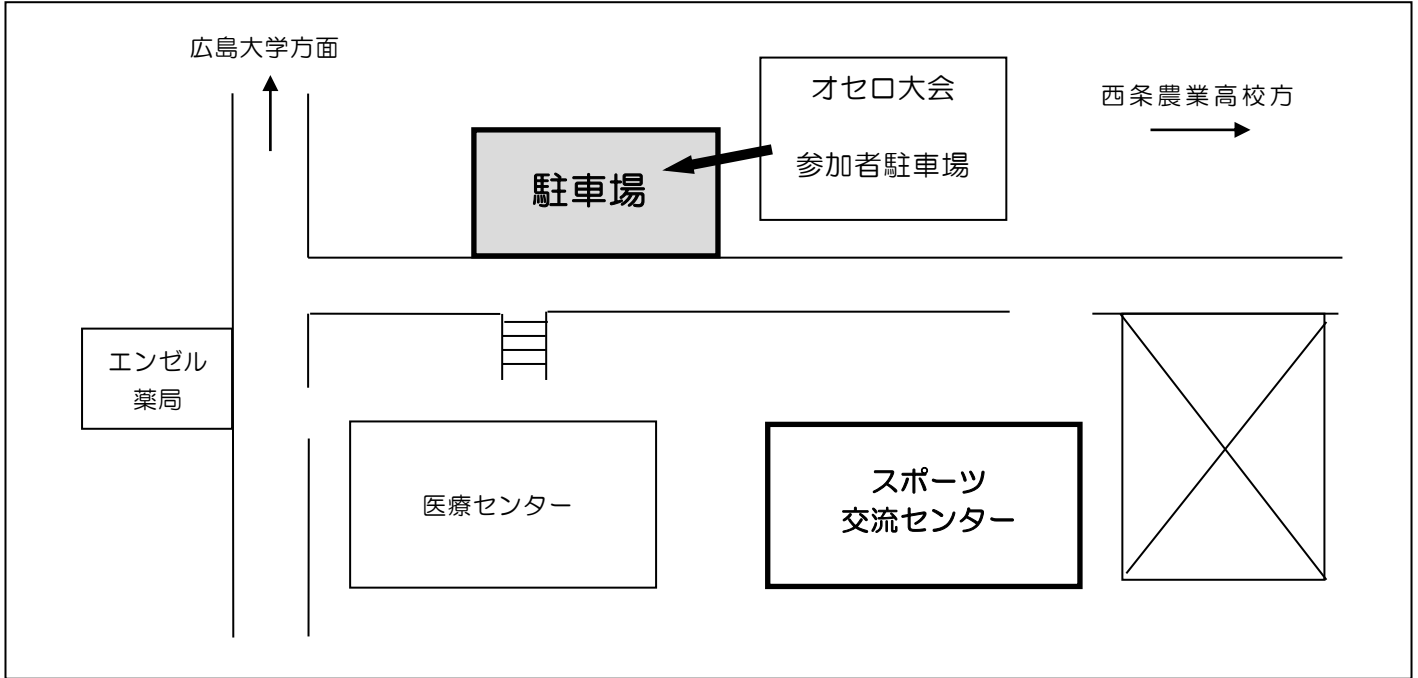 広島大学方面
オセロ大会
参加者駐車場
西条農業高校方
駐車場
エンゼル
薬局
医療センター
スポーツ
交流センター